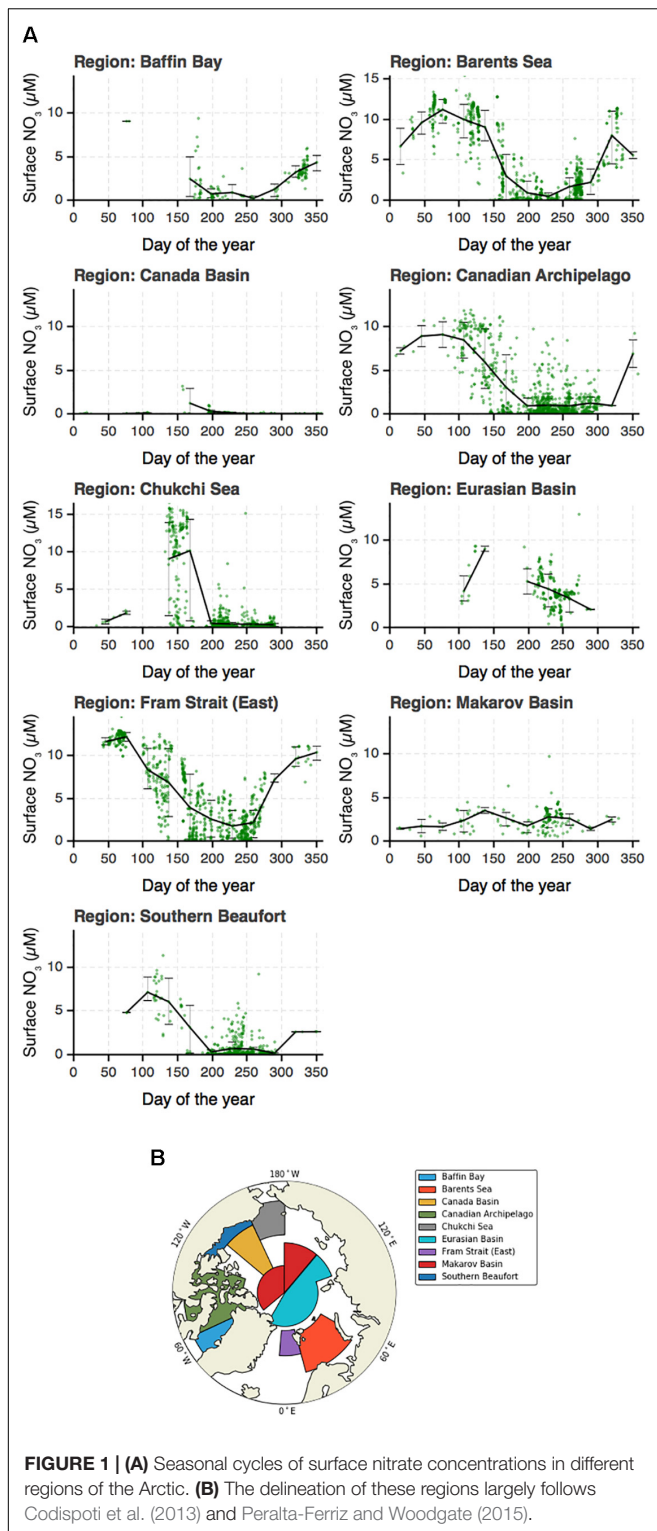 A
Region: Baffin Bay
Surface NO3 (µM)
10
5
0
0 50 100 150 200 250 300 350
Day of the year
Region: Barents Sea
Surface NO3 (µM)
15
10
5
0
0 50 100 150 200 250 300 350
Day of the year
Region: Canada Basin
Surface NO3 (µM)
10
5
0
0 50 100 150 200 250 300 350
Day of the year
Region: Canadian Archipelago
Surface NO3 (µM)
10
5
0
0 50 100 150 200 250 300 350
Day of the year
Region: Chukchi Sea
Surface NO3 (µM)
15
10
5
0
0 50 100 150 200 250 300 350
Day of the year
Region: Eurasian Basin
Surface NO3 (µM)
10
5
0
0 50 100 150 200 250 300 350
Day of the year
Region: Fram Strait (East)
Surface NO3 (µM)
10
5
0
0 50 100 150 200 250 300 350
Day of the year
Region: Makarov Basin
Surface NO3 (µM)
10
5
0
0 50 100 150 200 250 300 350
Day of the year
Region: Southern Beaufort
Surface NO3 (µM)
10
5
0
0 50 100 150 200 250 300 350
Day of the year
B
180°W
120°W
120°E
60°W
60°E
0°E
Baffin Bay
Barents Sea
Canada Basin
Canadian Archipelago
Chukchi Sea
Eurasian Basin
Fram Strait (East)
Makarov Basin
Southern Beaufort
FIGURE 1 | (A) Seasonal cycles of surface nitrate concentrations in different
regions of the Arctic. (B) The delineation of these regions largely follows
Codispoti et al. (2013) and Peralta-Ferriz and Woodgate (2015).